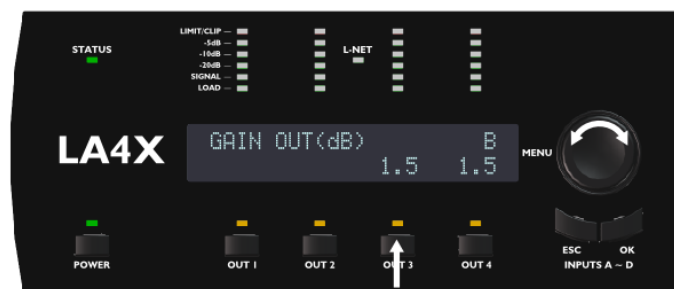 LIMIT/CLIP
STATUS
-5dB
L-NET
-10dB
-20dB
SIGNAL
LOAD
LA4X
GAIN OUT(dB) B
1.5 1.5
MENU
POWER
OUT 1
OUT 2
OUT 3
OUT 4
ESC OK
INPUTS A ~ D